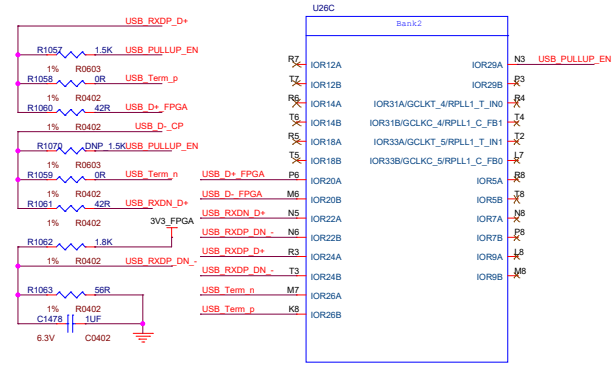 U26C
Bank2
USB_RXDP_D+
R1057 1.5K USB_PULLUP_EN
1% R0603
R1058 0R USB_Term_p
1% R0402
R1060 42R USB_D+_FPGA
1% R0402 USB_D-_CP
R1070 DNP_1.5K USB_PULLUP_EN
1% R0603
R1059 0R USB_Term_n
1% R0402
R1061 42R USB_RXDN_D+
1% R0402 3V3_FPGA
R1062 1.8K
1% R0402 USB_RXDP_DN_-
R1063 56R
1% R0402
C1478 1UF
6.3V C0402
R7 IOR12A
T7 IOR12B
R6 IOR14A
T6 IOR14B
R5 IOR18A
T5 IOR18B
USB_D+_FPGA P6 IOR20A
USB_D-_FPGA M6 IOR20B
USB_RXDN_D+ N5 IOR22A
USB_RXDP_DN_- N6 IOR22B
USB_RXDP_D+ R3 IOR24A
USB_RXDP_DN_- T3 IOR24B
USB_Term_n M7 IOR26A
USB_Term_p K8 IOR26B
IOR29A N3 USB_PULLUP_EN
IOR29B P3
IOR31A/GCLKT_4/RPLL1_T_IN0 R4
IOR31B/GCLKC_4/RPLL1_C_FB1 T4
IOR33A/GCLKT_5/RPLL1_T_IN1 T2
IOR33B/GCLKC_5/RPLL1_C_FB0 L7
IOR5A R8
IOR5B T8
IOR7A N8
IOR7B P8
IOR9A L8
IOR9B M8